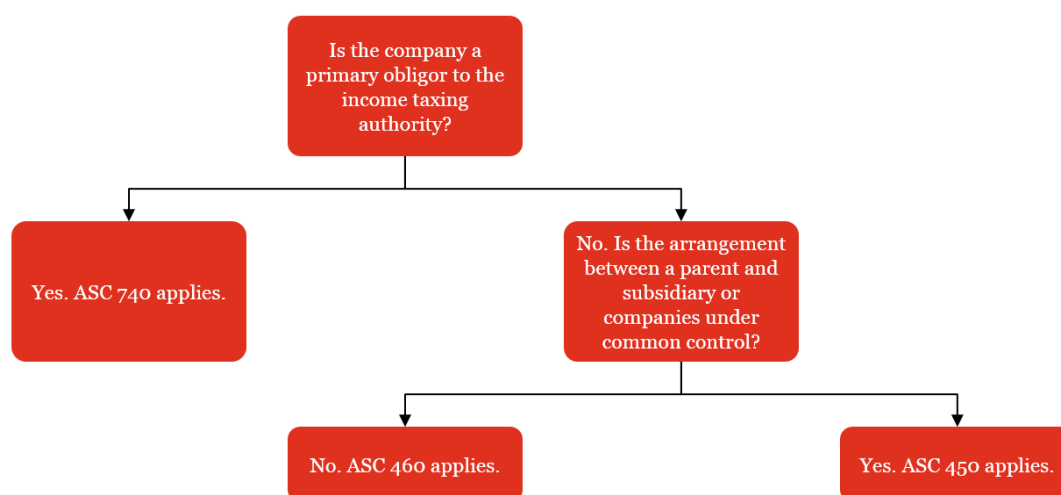 Is the company a
primary obligor to the
income taxing
authority?
Yes. ASC 740 applies.
No. Is the arrangement
between a parent and
subsidiary or
companies under
common control?
No. ASC 460 applies.
Yes. ASC 450 applies.